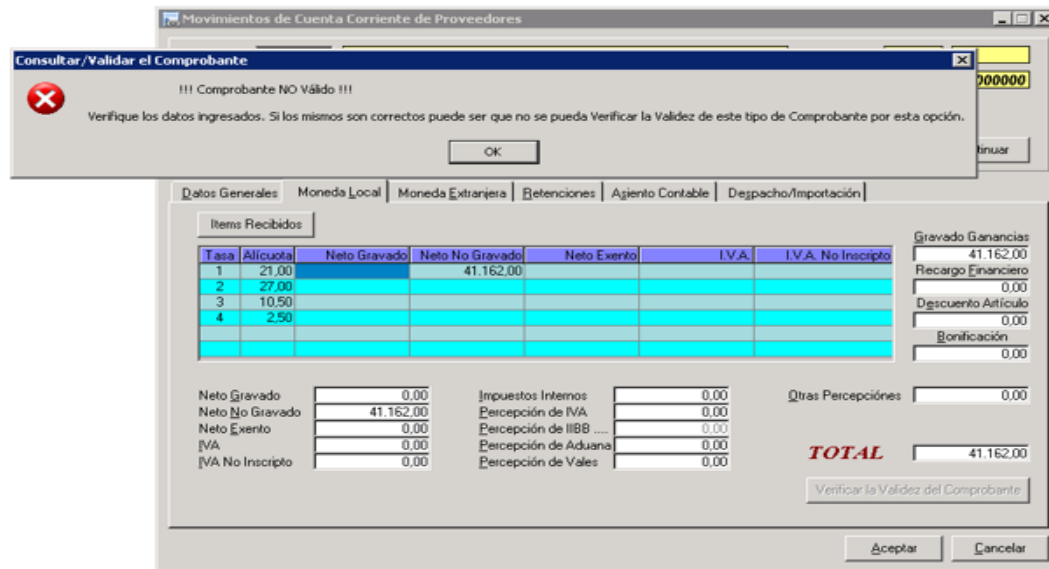 Movimientos de Cuenta Corriente de Proveedores
Consultar/Validar el Comprobante
000000
!!! Comprobante NO Válido !!!
Verifique los datos ingresados. Si los mismos son correctos puede ser que no se pueda Verificar la Validez de este tipo de Comprobante por esta opción.
OK
tinuar
Datos Generales Moneda Local Moneda Extranjera Retenciones Asiento Contable Despacho/Importación
Items Recibidos
Tasa Alícuota Neto Gravado Neto No Gravado Neto Exento I.V.A. I.V.A. No Inscripto
1 21,00 41.162,00
2 27,00
3 10,50
4 2,50
Gravado Ganancias
41.162,00
Recargo Financiero
0,00
Descuento Artículo
0,00
Bonificación
0,00
Neto Gravado 0,00 Impuestos Internos 0,00 Otras Percepciónes 0,00
Neto No Gravado 41.162,00 Percepción de IVA 0,00
Neto Exento 0,00 Percepción de IIBB .... 0,00
IVA 0,00 Percepción de Aduana 0,00
IVA No Inscripto 0,00 Percepción de Vales 0,00
TOTAL 41.162,00
Verificar la Validez del Comprobante
Aceptar Cancelar